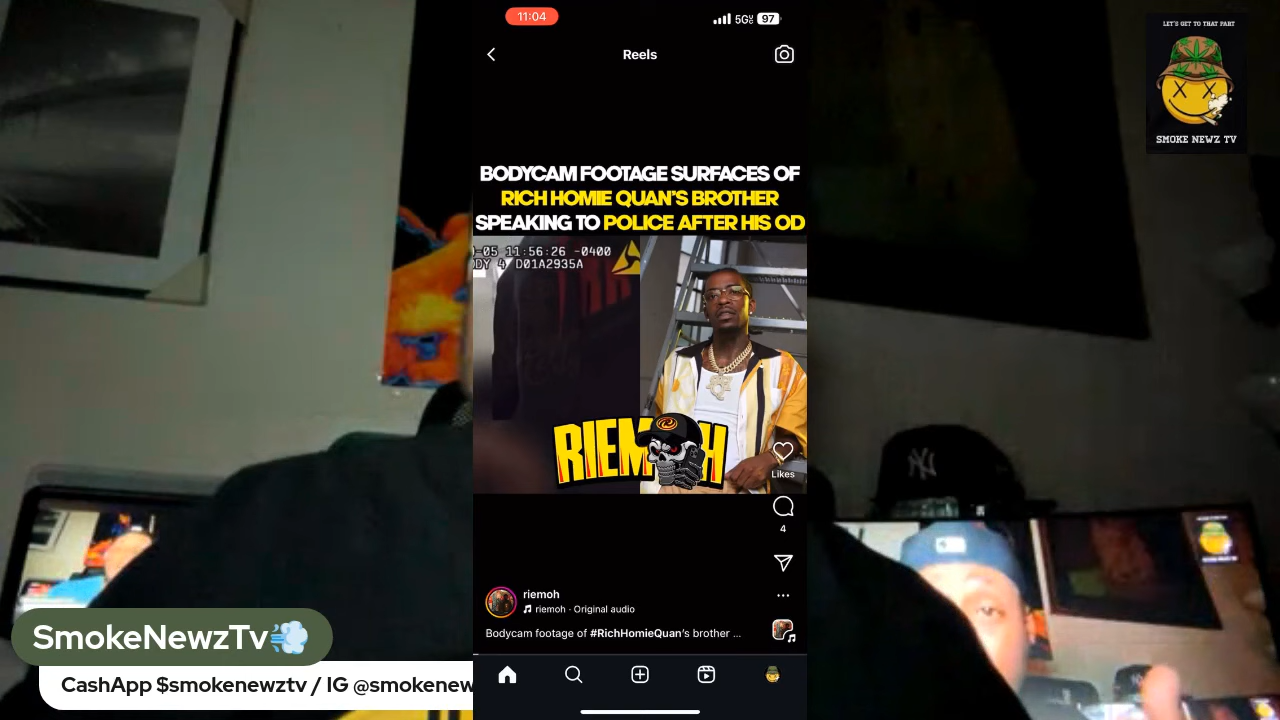 11:04
5G
97
Reels
BODYCAM FOOTAGE SURFACES OF
RICH HOMIE QUAN'S BROTHER
SPEAKING TO POLICE AFTER HIS OD
-05 11:56:26 -0400
DY 4 D01A2935A
RIEMOH
Likes
4
riemoh
riemoh · Original audio
Bodycam footage of #RichHomieQuan's brother ...
LET'S GET TO THAT PART
SMOKE NEWZ TV
NY
SmokeNewzTv💨
CashApp $smokenewztv / IG @smokenew